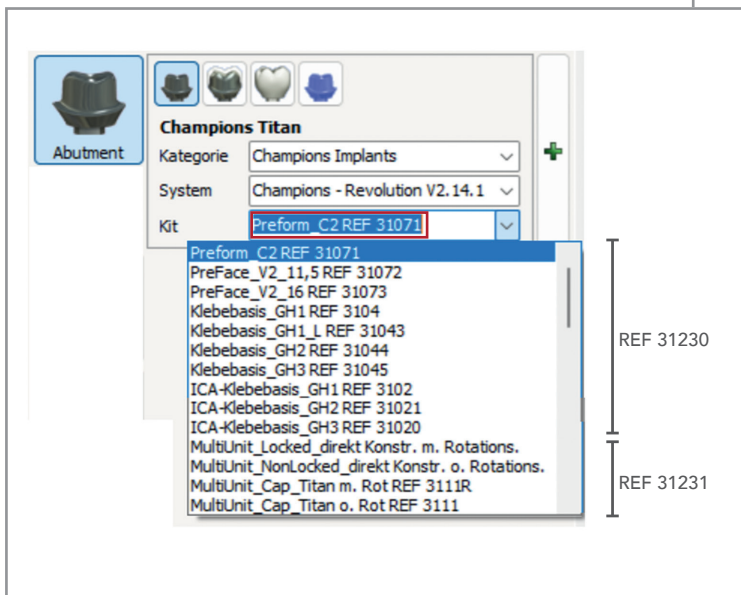 Abutment
Champions Titan
Kategorie Champions Implants
System Champions - Revolution V2.14.1
Kit Preform_C2 REF 31071
Preform_C2 REF 31071
PreFace_V2_11,5 REF 31072
PreFace_V2_16 REF 31073
Klebebasis_GH1 REF 3104
Klebebasis_GH1_L REF 31043
Klebebasis_GH2 REF 31044
Klebebasis_GH3 REF 31045
ICA-Klebebasis_GH1 REF 3102
ICA-Klebebasis_GH2 REF 31021
ICA-Klebebasis_GH3 REF 31020
MultiUnit_Locked_direkt Konstr. m. Rotations.
MultiUnit_NonLocked_direkt Konstr. o. Rotations.
MultiUnit_Cap_Titan m. Rot REF 3111R
MultiUnit_Cap_Titan o. Rot REF 3111
REF 31230
REF 31231